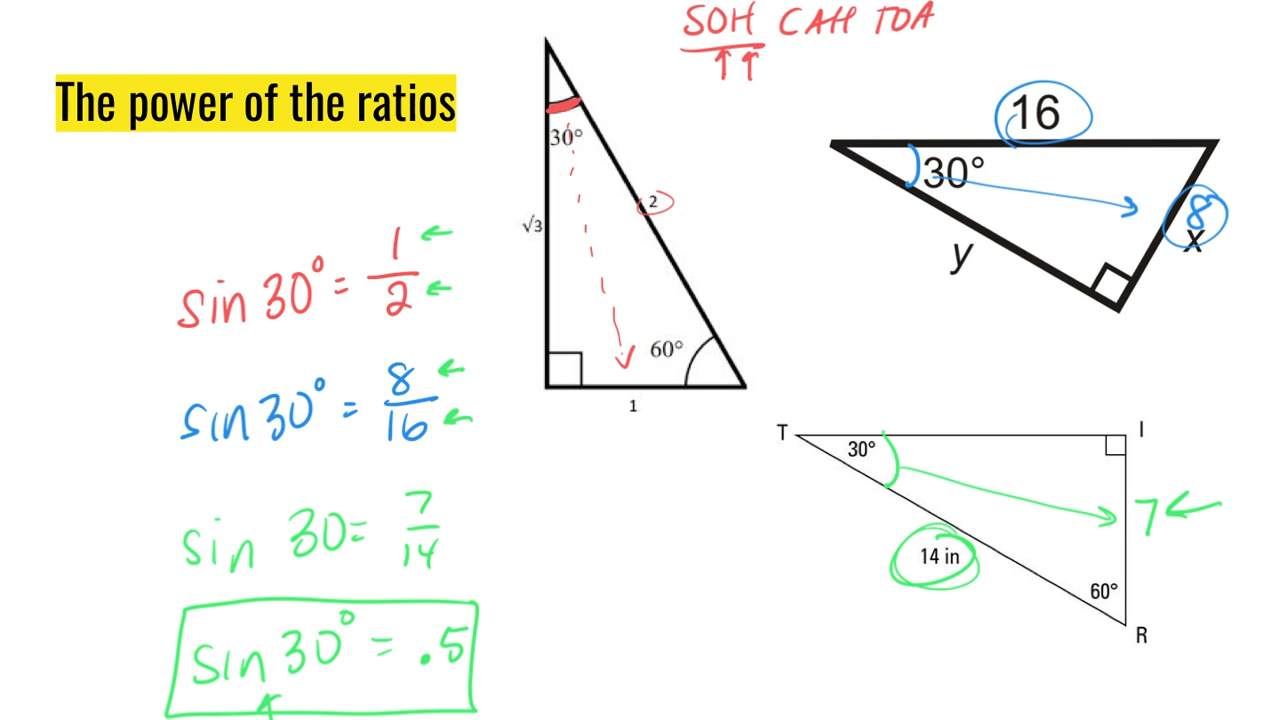 SOH CAH TOA
The power of the ratios
30°
2
√3
60°
1
16
30°
8
x
y
sin 30° = 1/2
sin 30° = 8/16
sin 30 = 7/14
sin 30° = .5
T
30°
I
7
14 in
60°
R